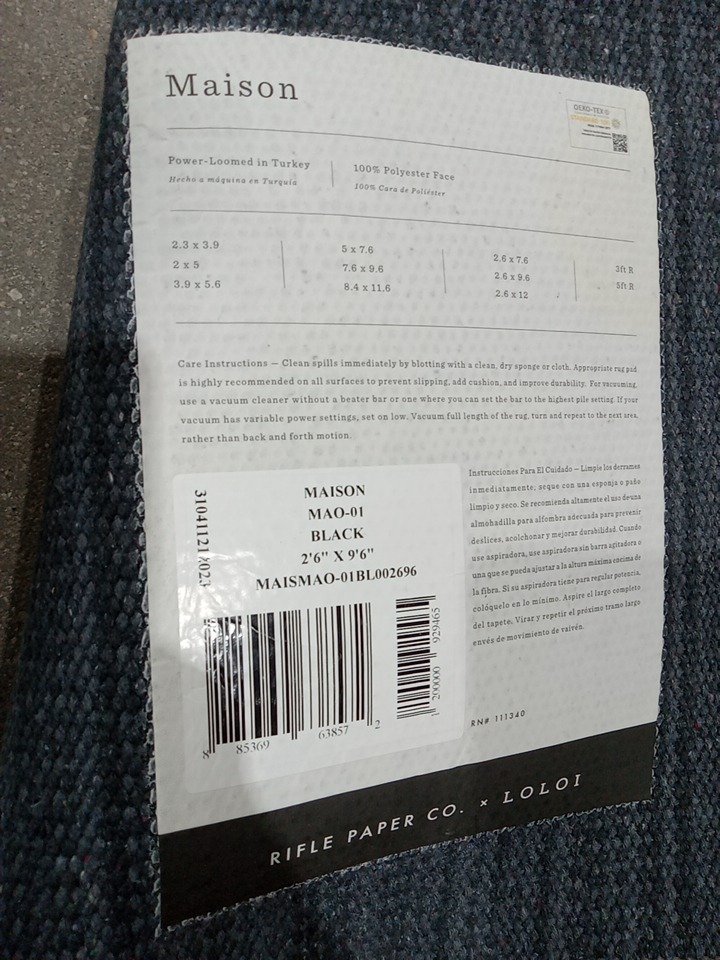 Maison
OEKO-TEX®
Power-Loomed in Turkey
Hecho a máquina en Turquía
100% Polyester Face
100% Cara de Poliéster
2.3 x 3.9
2 x 5
3.9 x 5.6
5 x 7.6
7.6 x 9.6
8.4 x 11.6
2.6 x 7.6
2.6 x 9.6
2.6 x 12
3ft R
5ft R
Care Instructions — Clean spills immediately by blotting with a clean, dry sponge or cloth. Appropriate rug pad
is highly recommended on all surfaces to prevent slipping, add cushion, and improve durability. For vacuuming,
use a vacuum cleaner without a beater bar or one where you can set the bar to the highest pile setting. If your
vacuum has variable power settings, set on low. Vacuum full length of the rug, turn and repeat to the next area,
rather than back and forth motion.
Instrucciones Para El Cuidado — Limpie los derrames
inmediatamente; seque con una esponja o paño
limpio y seco. Se recomienda altamente el uso de una
almohadilla para alfombra adecuada para prevenir
deslices, acolchonar y mejorar durabilidad. Cuando
use aspiradora, use aspiradora sin barra agitadora o
una que se pueda ajustar a la altura máxima encima de
la fibra. Si su aspiradora tiene para regular potencia,
colóquelo en lo mínimo. Aspire el largo completo
del tapete. Virar y repetir el próximo tramo largo
envés de movimiento de vaivén.
MAISON
MAO-01
BLACK
2'6" X 9'6"
MAISMAO-01BL002696
8 85369 63857 2
929465
RN# 111340
RIFLE PAPER CO. × LOLOI